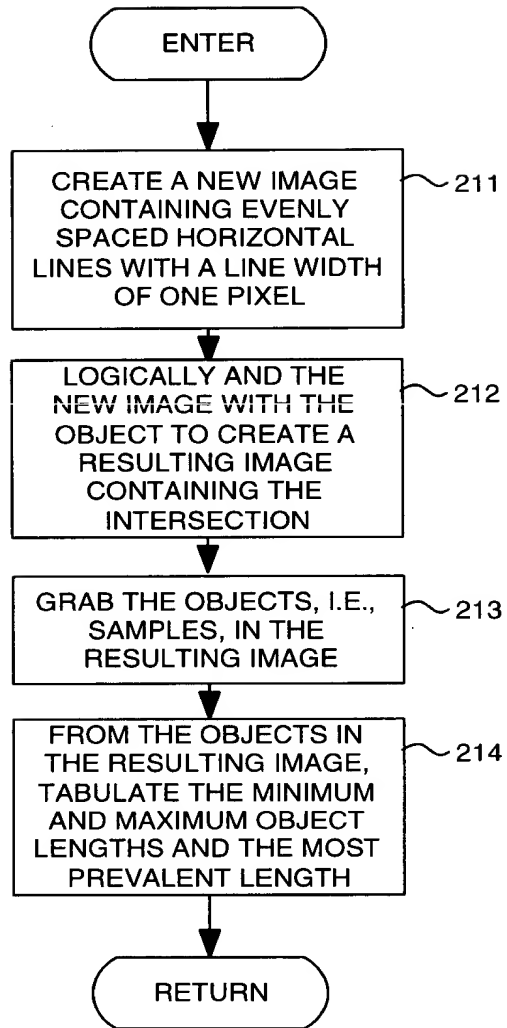 ENTER
CREATE A NEW IMAGE
CONTAINING EVENLY
SPACED HORIZONTAL
LINES WITH A LINE WIDTH
OF ONE PIXEL
211
LOGICALLY AND THE
NEW IMAGE WITH THE
OBJECT TO CREATE A
RESULTING IMAGE
CONTAINING THE
INTERSECTION
212
GRAB THE OBJECTS, I.E.,
SAMPLES, IN THE
RESULTING IMAGE
213
FROM THE OBJECTS IN
THE RESULTING IMAGE,
TABULATE THE MINIMUM
AND MAXIMUM OBJECT
LENGTHS AND THE MOST
PREVALENT LENGTH
214
RETURN